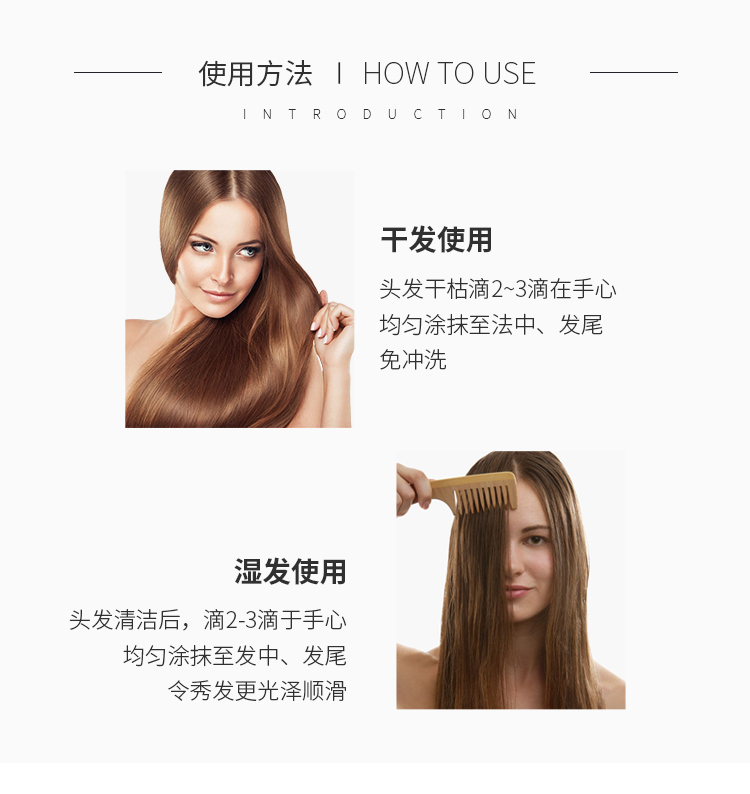 使用方法 | HOW TO USE
INTRODUCTION
干发使用
头发干枯滴2~3滴在手心
均匀涂抹至法中、发尾
免冲洗
湿发使用
头发清洁后，滴2-3滴于手心
均匀涂抹至发中、发尾
令秀发更光泽顺滑